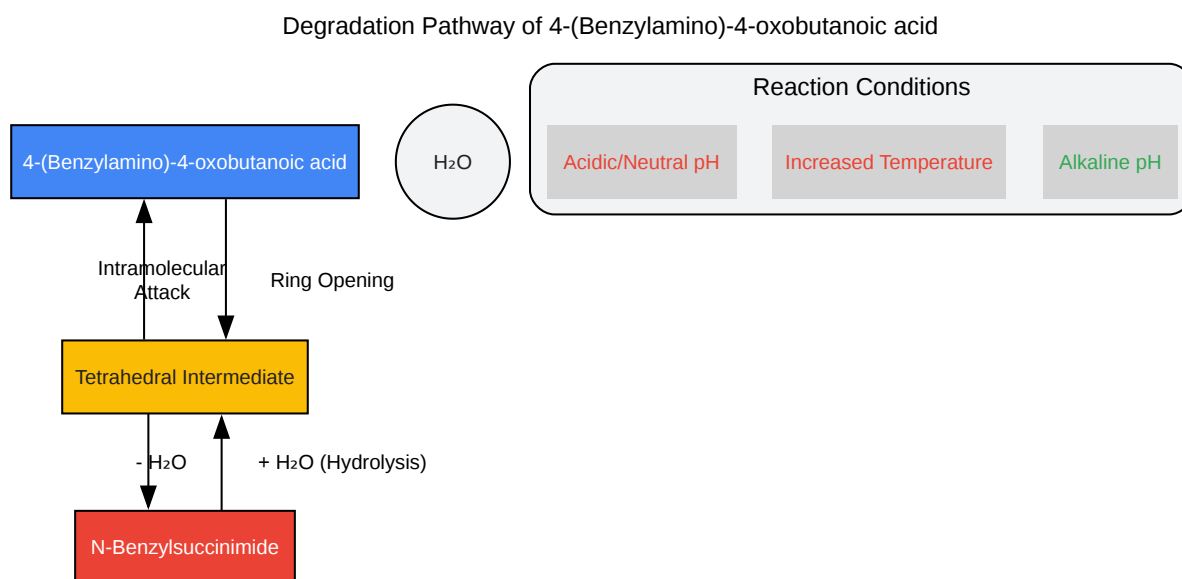 Degradation Pathway of 4-(Benzylamino)-4-oxobutanoic acid
Reaction Conditions
4-(Benzylamino)-4-oxobutanoic acid
H₂O
Acidic/Neutral pH
Increased Temperature
Alkaline pH
Intramolecular
Attack
Ring Opening
Tetrahedral Intermediate
- H₂O
+ H₂O (Hydrolysis)
N-Benzylsuccinimide